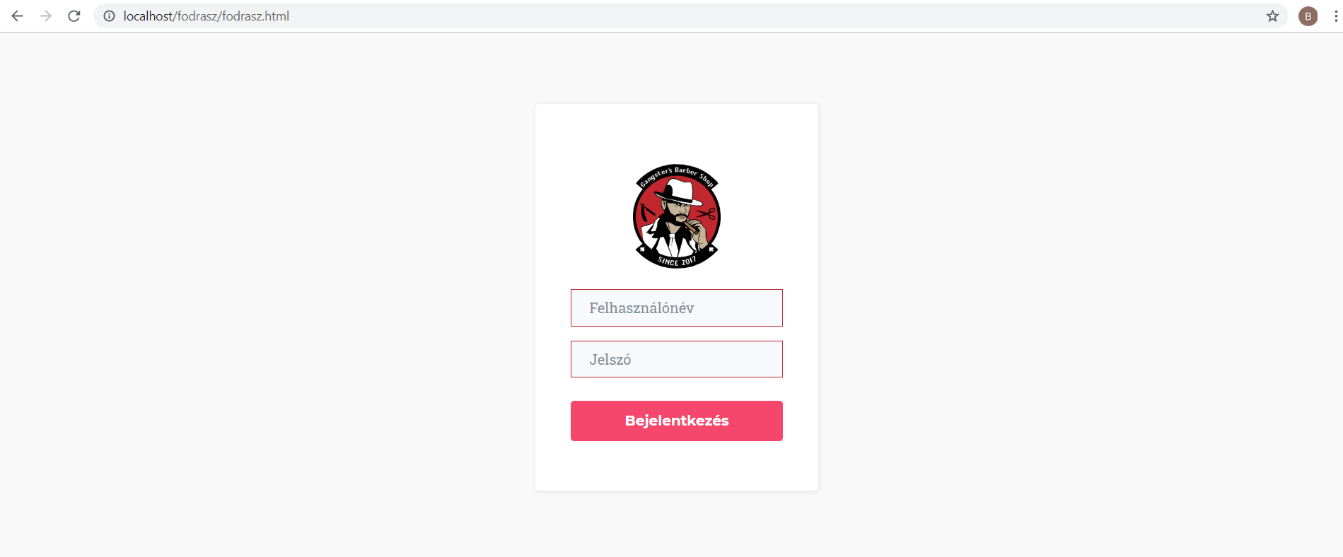 localhost/fodrasz/fodrasz.html
B
Gangster's Barber Shop
SINCE 2017
Felhasználónév
Jelszó
Bejelentkezés